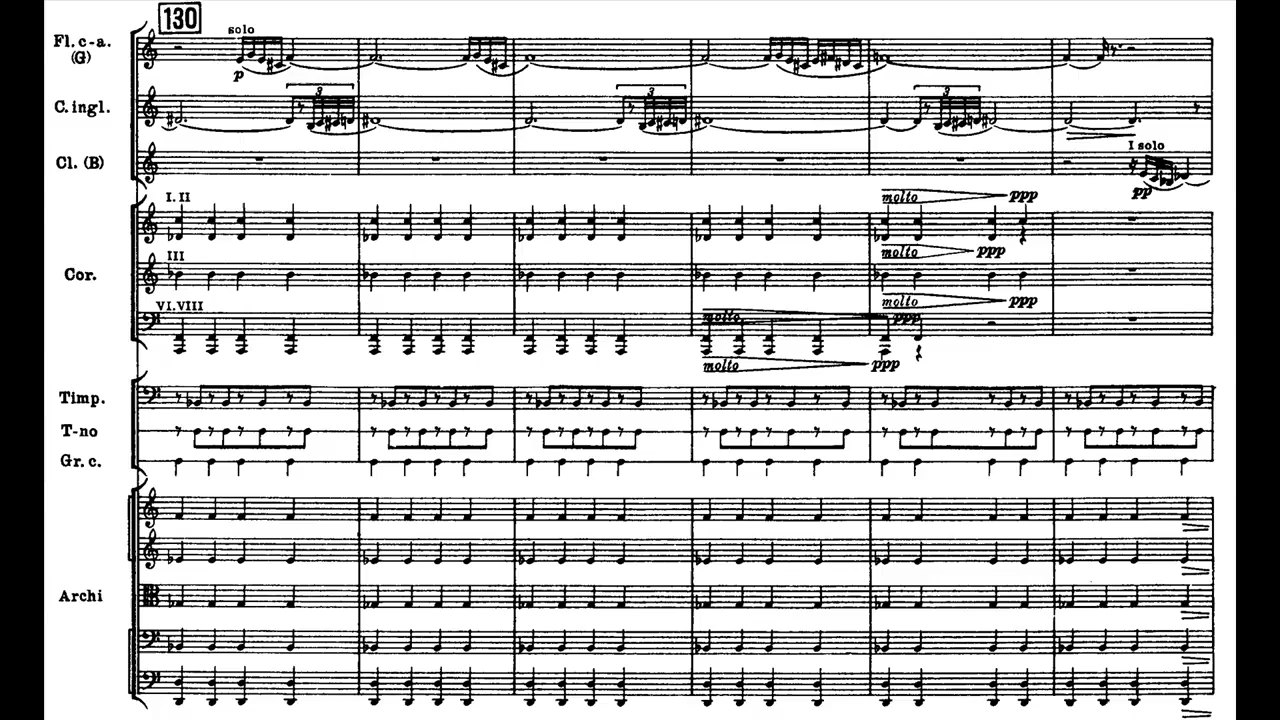 130
solo
Fl. c-a.
(G)
p
3 3 3
C. ingl.
I solo
Cl. (B)
pp
I. II
molto ppp
III
molto ppp
Cor.
VI. VIII
molto ppp
molto ppp
molto ppp
Timp.
T-no
Gr. c.
Archi